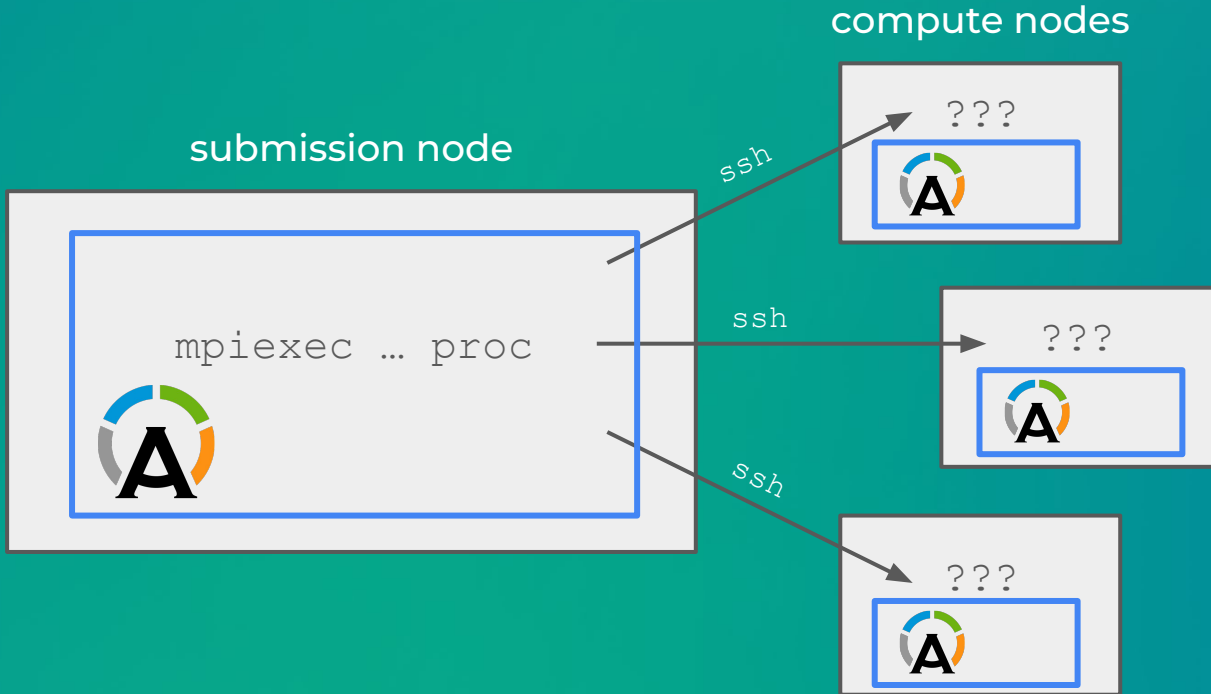 compute nodes
submission node
mpiexec … proc
ssh
???
ssh
???
ssh
???